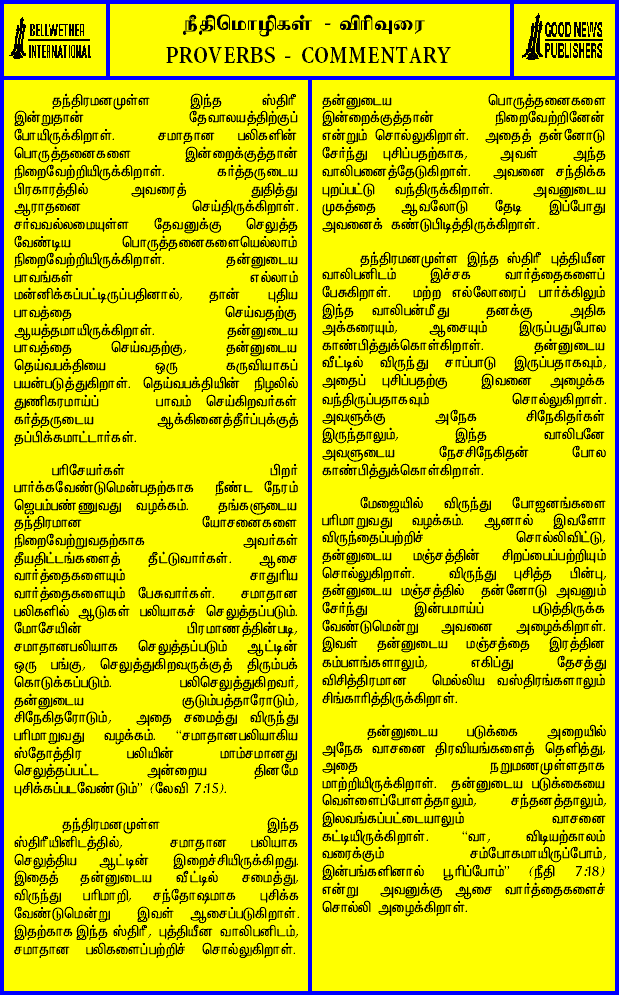 BELLWETHER
INTERNATIONAL
நீதிமொழிகள் - விரிவுரை
PROVERBS - COMMENTARY
GOOD NEWS
PUBLISHERS
தந்திரமனமுள்ள இந்த ஸ்திரீ
இன்றுதான் தேவாலயத்திற்குப்
போயிருக்கிறாள். சமாதான பலிகளின்
பொருத்தனைகளை இன்றைக்குத்தான்
நிறைவேற்றியிருக்கிறாள். கர்த்தருடைய
பிரகாரத்தில் அவரைத் துதித்து
ஆராதனை செய்திருக்கிறாள்.
சர்வவல்லமையுள்ள தேவனுக்கு செலுத்த
வேண்டிய பொருத்தனைகளையெல்லாம்
நிறைவேற்றியிருக்கிறாள். தன்னுடைய
பாவங்கள் எல்லாம்
மன்னிக்கப்பட்டிருப்பதினால், தான் புதிய
பாவத்தை செய்வதற்கு
ஆயத்தமாயிருக்கிறாள். தன்னுடைய
பாவத்தை செய்வதற்கு, தன்னுடைய
தெய்வபக்தியை ஒரு கருவியாகப்
பயன்படுத்துகிறாள். தெய்வபக்தியின் நிழலில்
துணிகரமாய்ப் பாவம் செய்கிறவர்கள்
கர்த்தருடைய ஆக்கினைத்தீர்ப்புக்குத்
தப்பிக்கமாட்டார்கள்.
பரிசேயர்கள் பிறர்
பார்க்கவேண்டுமென்பதற்காக நீண்ட நேரம்
ஜெபம்பண்ணுவது வழக்கம். தங்களுடைய
தந்திரமான யோசனைகளை
நிறைவேற்றுவதற்காக அவர்கள்
தீயதிட்டங்களைத் தீட்டுவார்கள். ஆசை
வார்த்தைகளையும் சாதுரிய
வார்த்தைகளையும் பேசுவார்கள். சமாதான
பலிகளில் ஆடுகள் பலியாகச் செலுத்தப்படும்.
மோசேயின் பிரமாணத்தின்படி,
சமாதானபலியாக செலுத்தப்படும் ஆட்டின்
ஒரு பங்கு, செலுத்துகிறவருக்குத் திரும்பக்
கொடுக்கப்படும். பலிசெலுத்துகிறவர்,
தன்னுடைய குடும்பத்தாரோடும்,
சிநேகிதரோடும், அதை சமைத்து விருந்து
பரிமாறுவது வழக்கம். “சமாதானபலியாகிய
ஸ்தோத்திர பலியின் மாம்சமானது
செலுத்தப்பட்ட அன்றைய தினமே
புசிக்கப்படவேண்டும்” (லேவி 7:15).
தந்திரமனமுள்ள இந்த
ஸ்திரீயினிடத்தில், சமாதான பலியாக
செலுத்திய ஆட்டின் இறைச்சியிருக்கிறது.
இதைத் தன்னுடைய வீட்டில் சமைத்து,
விருந்து பரிமாறி, சந்தோஷமாக புசிக்க
வேண்டுமென்று இவள் ஆசைப்படுகிறாள்.
இதற்காக இந்த ஸ்திரீ, புத்தியீன வாலிபனிடம்,
சமாதான பலிகளைப்பற்றிச் சொல்லுகிறாள்.
தன்னுடைய பொருத்தனைகளை
இன்றைக்குத்தான் நிறைவேற்றினேன்
என்றும் சொல்லுகிறாள். அதைத் தன்னோடு
சேர்ந்து புசிப்பதற்காக, அவள் அந்த
வாலிபனைத்தேடுகிறாள். அவனை சந்திக்க
புறப்பட்டு வந்திருக்கிறாள். அவனுடைய
முகத்தை ஆவலோடு தேடி இப்போது
அவனைக் கண்டுபிடித்திருக்கிறாள்.
தந்திரமனமுள்ள இந்த ஸ்திரீ புத்தியீன
வாலிபனிடம் இச்சக வார்த்தைகளைப்
பேசுகிறாள். மற்ற எல்லோரைப் பார்க்கிலும்
இந்த வாலிபன்மீது தனக்கு அதிக
அக்கரையும், ஆசையும் இருப்பதுபோல
காண்பித்துக்கொள்கிறாள். தன்னுடைய
வீட்டில் விருந்து சாப்பாடு இருப்பதாகவும்,
அதைப் புசிப்பதற்கு இவனை அழைக்க
வந்திருப்பதாகவும் சொல்லுகிறாள்.
அவளுக்கு அநேக சிநேகிதர்கள்
இருந்தாலும், இந்த வாலிபனே
அவளுடைய நேசசிநேகிதன் போல
காண்பித்துக்கொள்கிறாள்.
மேஜையில் விருந்து போஜனங்களை
பரிமாறுவது வழக்கம். ஆனால் இவளோ
விருந்தைப்பற்றிச் சொல்லிவிட்டு,
தன்னுடைய மஞ்சத்தின் சிறப்பைப்பற்றியும்
சொல்லுகிறாள். விருந்து புசித்த பின்பு,
தன்னுடைய மஞ்சத்தில் தன்னோடு அவனும்
சேர்ந்து இன்பமாய்ப் படுத்திருக்க
வேண்டுமென்று அவனை அழைக்கிறாள்.
இவள் தன்னுடைய மஞ்சத்தை இரத்தின
கம்பளங்களாலும், எகிப்து தேசத்து
விசித்திரமான மெல்லிய வஸ்திரங்களாலும்
சிங்காரித்திருக்கிறாள்.
தன்னுடைய படுக்கை அறையில்
அநேக வாசனை திரவியங்களைத் தெளித்து,
அதை நறுமணமுள்ளதாக
மாற்றியிருக்கிறாள். தன்னுடைய படுக்கையை
வெள்ளைப்போளத்தாலும், சந்தனத்தாலும்,
இலவங்கப்பட்டையாலும் வாசனை
கட்டியிருக்கிறாள். “வா, விடியற்காலம்
வரைக்கும் சம்போகமாயிருப்போம்,
இன்பங்களினால் பூரிப்போம்” (நீதி 7:18)
என்று அவனுக்கு ஆசை வார்த்தைகளைச்
சொல்லி அழைக்கிறாள்.